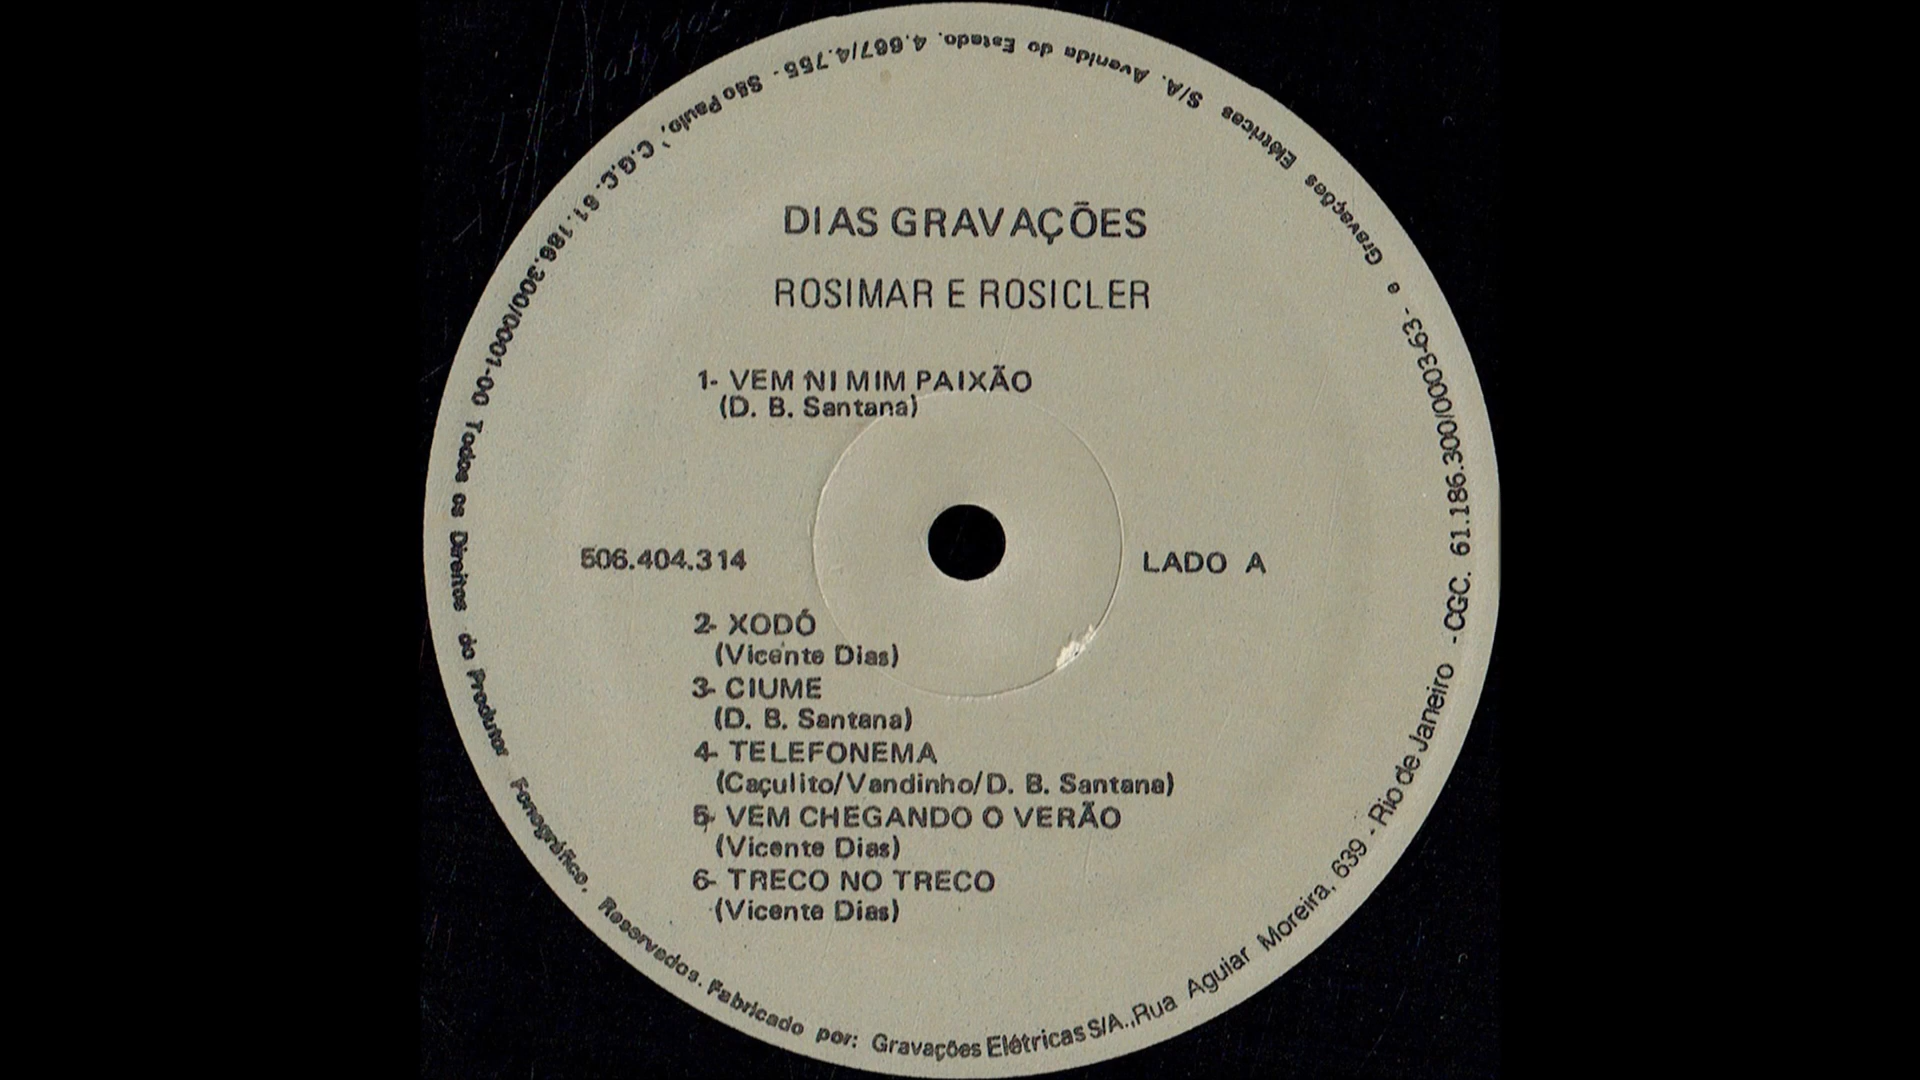 DIAS GRAVAÇÕES
ROSIMAR E ROSICLER
1- VEM NI MIM PAIXÃO
(D. B. Santana)
506.404.314
LADO A
2- XODÓ
(Vicente Dias)
3- CIUME
(D. B. Santana)
4- TELEFONEMA
(Caçulito/Vandinho/D. B. Santana)
5- VEM CHEGANDO O VERÃO
(Vicente Dias)
6- TRECO NO TRECO
(Vicente Dias)
Todos os Direitos do Produtor Fonográfico, Reservados. Fabricado por: Gravações Elétricas S/A.,Rua Aguiar Moreira, 639 - Rio de Janeiro -CGC. 61.186.300/0003-63- e Gravações Elétricas S/A. Avenida do Estado, 4.667/4.755 - São Paulo, C.G.C. 61.186.300/0001-00